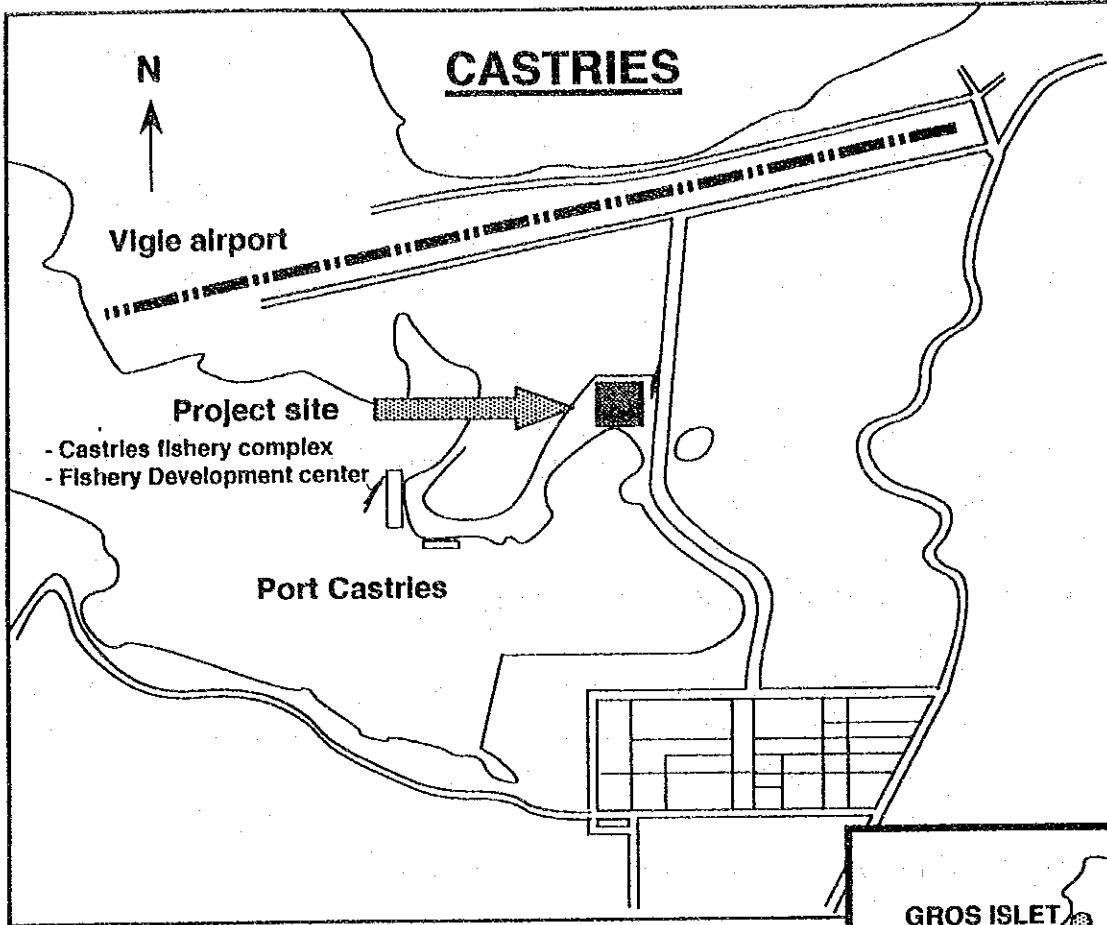 CASTRIES
N
Vigie airport
Project site
- Castries fishery complex
- Fishery Development center
Port Castries
GROS ISLET